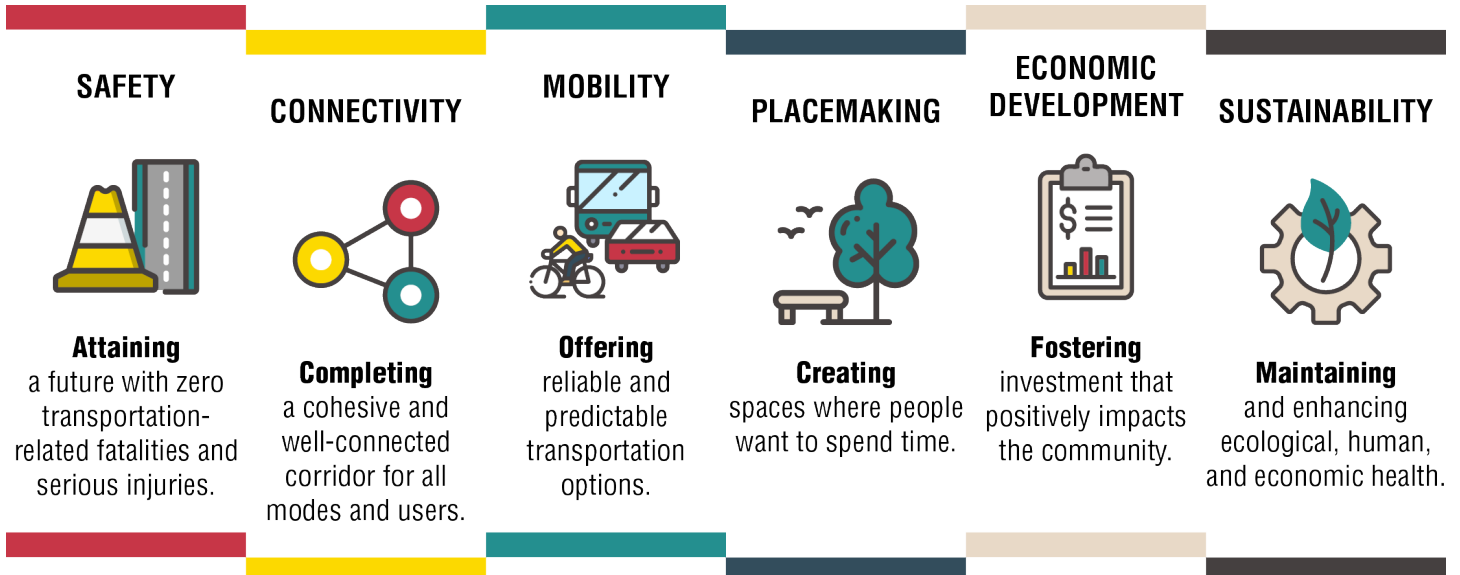 SAFETY
Attaining
a future with zero
transportation-
related fatalities and
serious injuries.
CONNECTIVITY
Completing
a cohesive and
well-connected
corridor for all
modes and users.
MOBILITY
Offering
reliable and
predictable
transportation
options.
PLACEMAKING
Creating
spaces where people
want to spend time.
ECONOMIC
DEVELOPMENT
$
Fostering
investment that
positively impacts
the community.
SUSTAINABILITY
Maintaining
and enhancing
ecological, human,
and economic health.